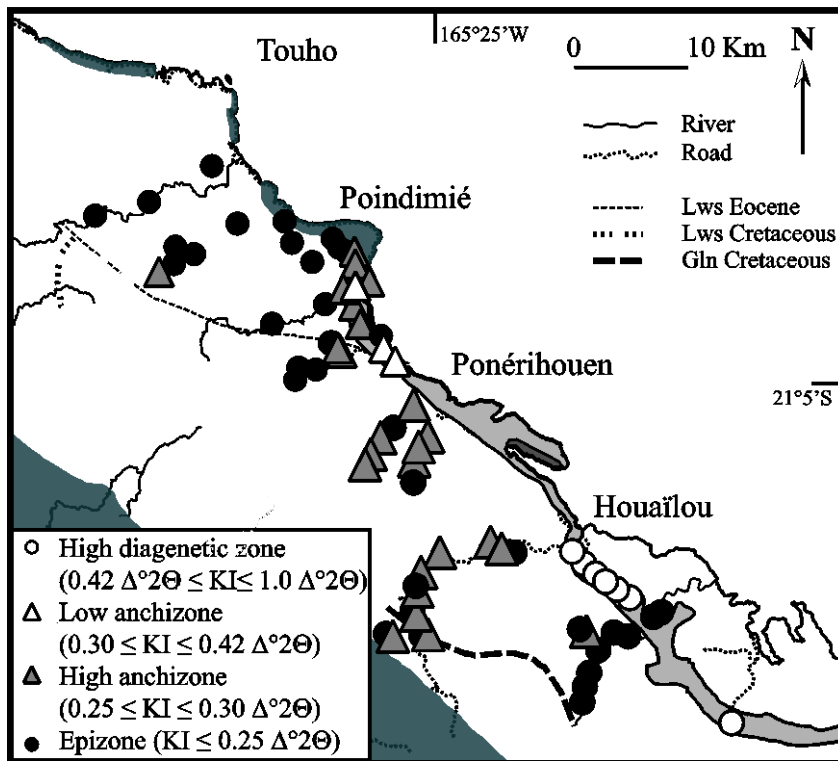 Touho
165°25'W
0 10 Km
N
River
Road
Poindimié
Lws Eocene
Lws Cretaceous
Gln Cretaceous
Ponérihouen
21°5'S
Houaïlou
High diagenetic zone
(0.42 Δ°2Θ ≤ KI≤ 1.0 Δ°2Θ)
Low anchizone
(0.30 ≤ KI ≤ 0.42 Δ°2Θ)
High anchizone
(0.25 ≤ KI ≤ 0.30 Δ°2Θ)
Epizone (KI ≤ 0.25 Δ°2Θ)